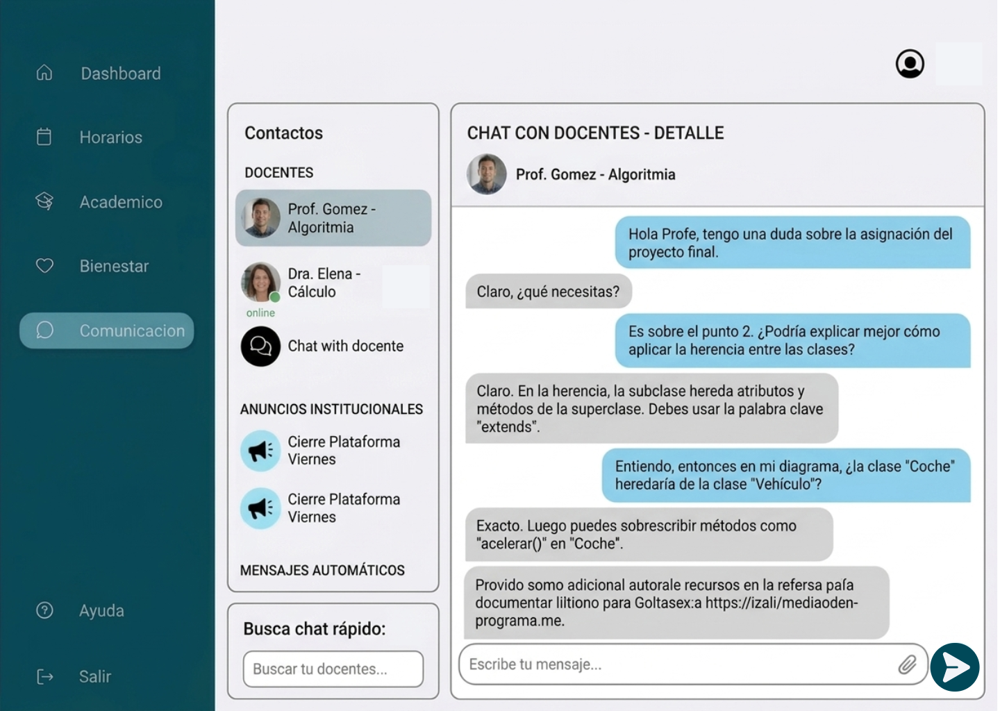 Dashboard
Horarios
Academico
Bienestar
Comunicacion
Ayuda
Salir
Contactos
DOCENTES
Prof. Gomez -
Algoritmia
Dra. Elena -
Cálculo
online
Chat with docente
ANUNCIOS INSTITUCIONALES
Cierre Plataforma
Viernes
Cierre Plataforma
Viernes
MENSAJES AUTOMÁTICOS
Busca chat rápido:
Buscar tu docentes...
CHAT CON DOCENTES - DETALLE
Prof. Gomez - Algoritmia
Hola Profe, tengo una duda sobre la asignación del
proyecto final.
Claro, ¿qué necesitas?
Es sobre el punto 2. ¿Podría explicar mejor cómo
aplicar la herencia entre las clases?
Claro. En la herencia, la subclase hereda atributos y
métodos de la superclase. Debes usar la palabra clave
"extends".
Entiendo, entonces en mi diagrama, ¿la clase "Coche"
heredaría de la clase "Vehículo"?
Exacto. Luego puedes sobrescribir métodos como
"acelerar()" en "Coche".
Provido somo adicional autorale recursos en la refersa paía
documentar liltiono para Goltasex:a https://izali/mediaoden-
programa.me.
Escribe tu mensaje...